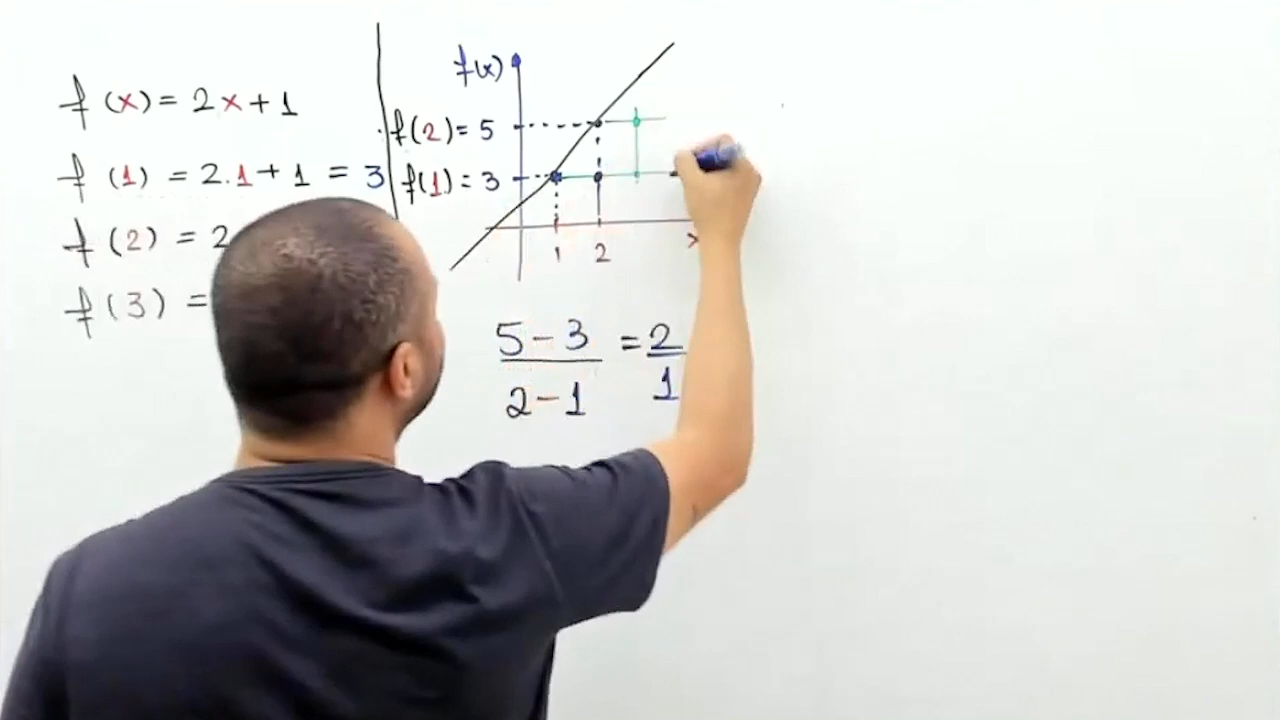 f(x) = 2x + 1
f(1) = 2.1 + 1 = 3
f(2) = 2
f(3) =
f(x)
f(2) = 5
f(1) = 3
1 2
x
5 - 3 = 2
2 - 1 1